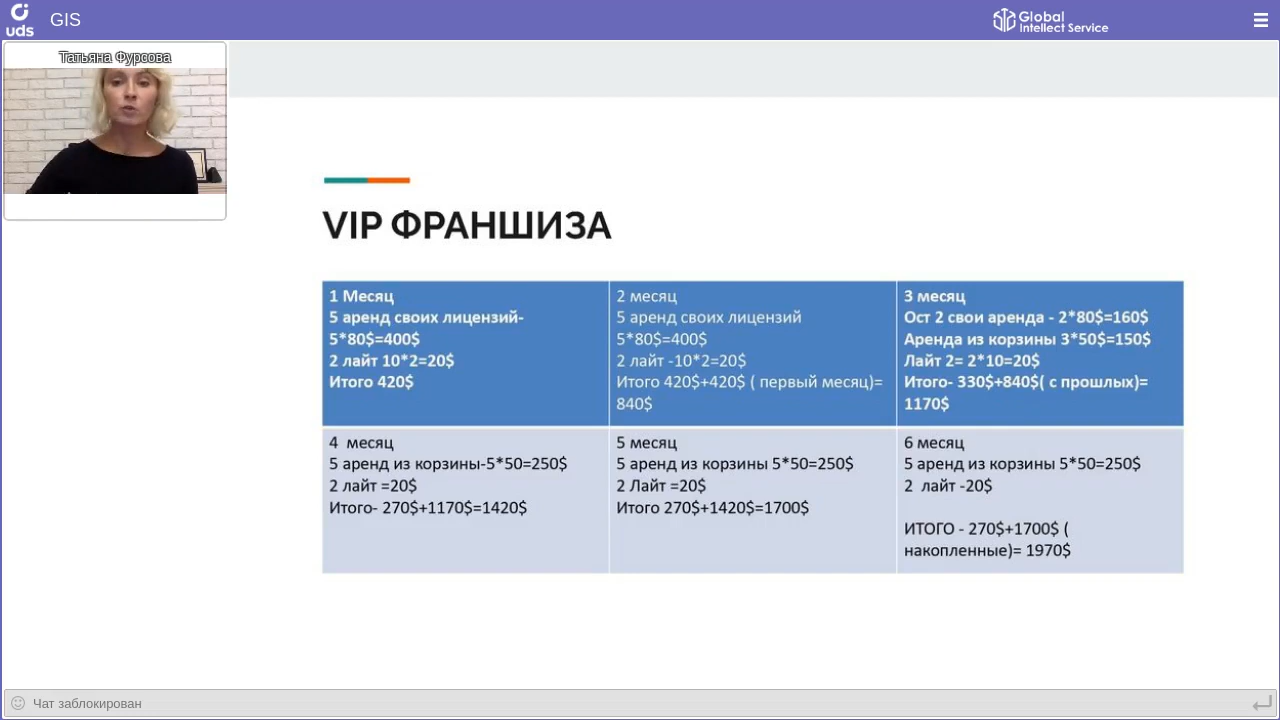 uds
GIS
Global
Intellect Service
Татьяна Фурсова
VIP ФРАНШИЗА
1 Месяц
5 аренд своих лицензий-
5*80$=400$
2 лайт 10*2=20$
Итого 420$
2 месяц
5 аренд своих лицензий
5*80$=400$
2 лайт -10*2=20$
Итого 420$+420$ ( первый месяц)=
840$
3 месяц
Ост 2 свои аренда - 2*80$=160$
Аренда из корзины 3*50$=150$
Лайт 2= 2*10=20$
Итого- 330$+840$( с прошлых)=
1170$
4  месяц
5 аренд из корзины-5*50=250$
2 лайт =20$
Итого- 270$+1170$=1420$
5 месяц
5 аренд из корзины 5*50=250$
2 Лайт =20$
Итого 270$+1420$=1700$
6 месяц
5 аренд из корзины 5*50=250$
2  лайт -20$
ИТОГО - 270$+1700$ (
накопленные)= 1970$
Чат заблокирован